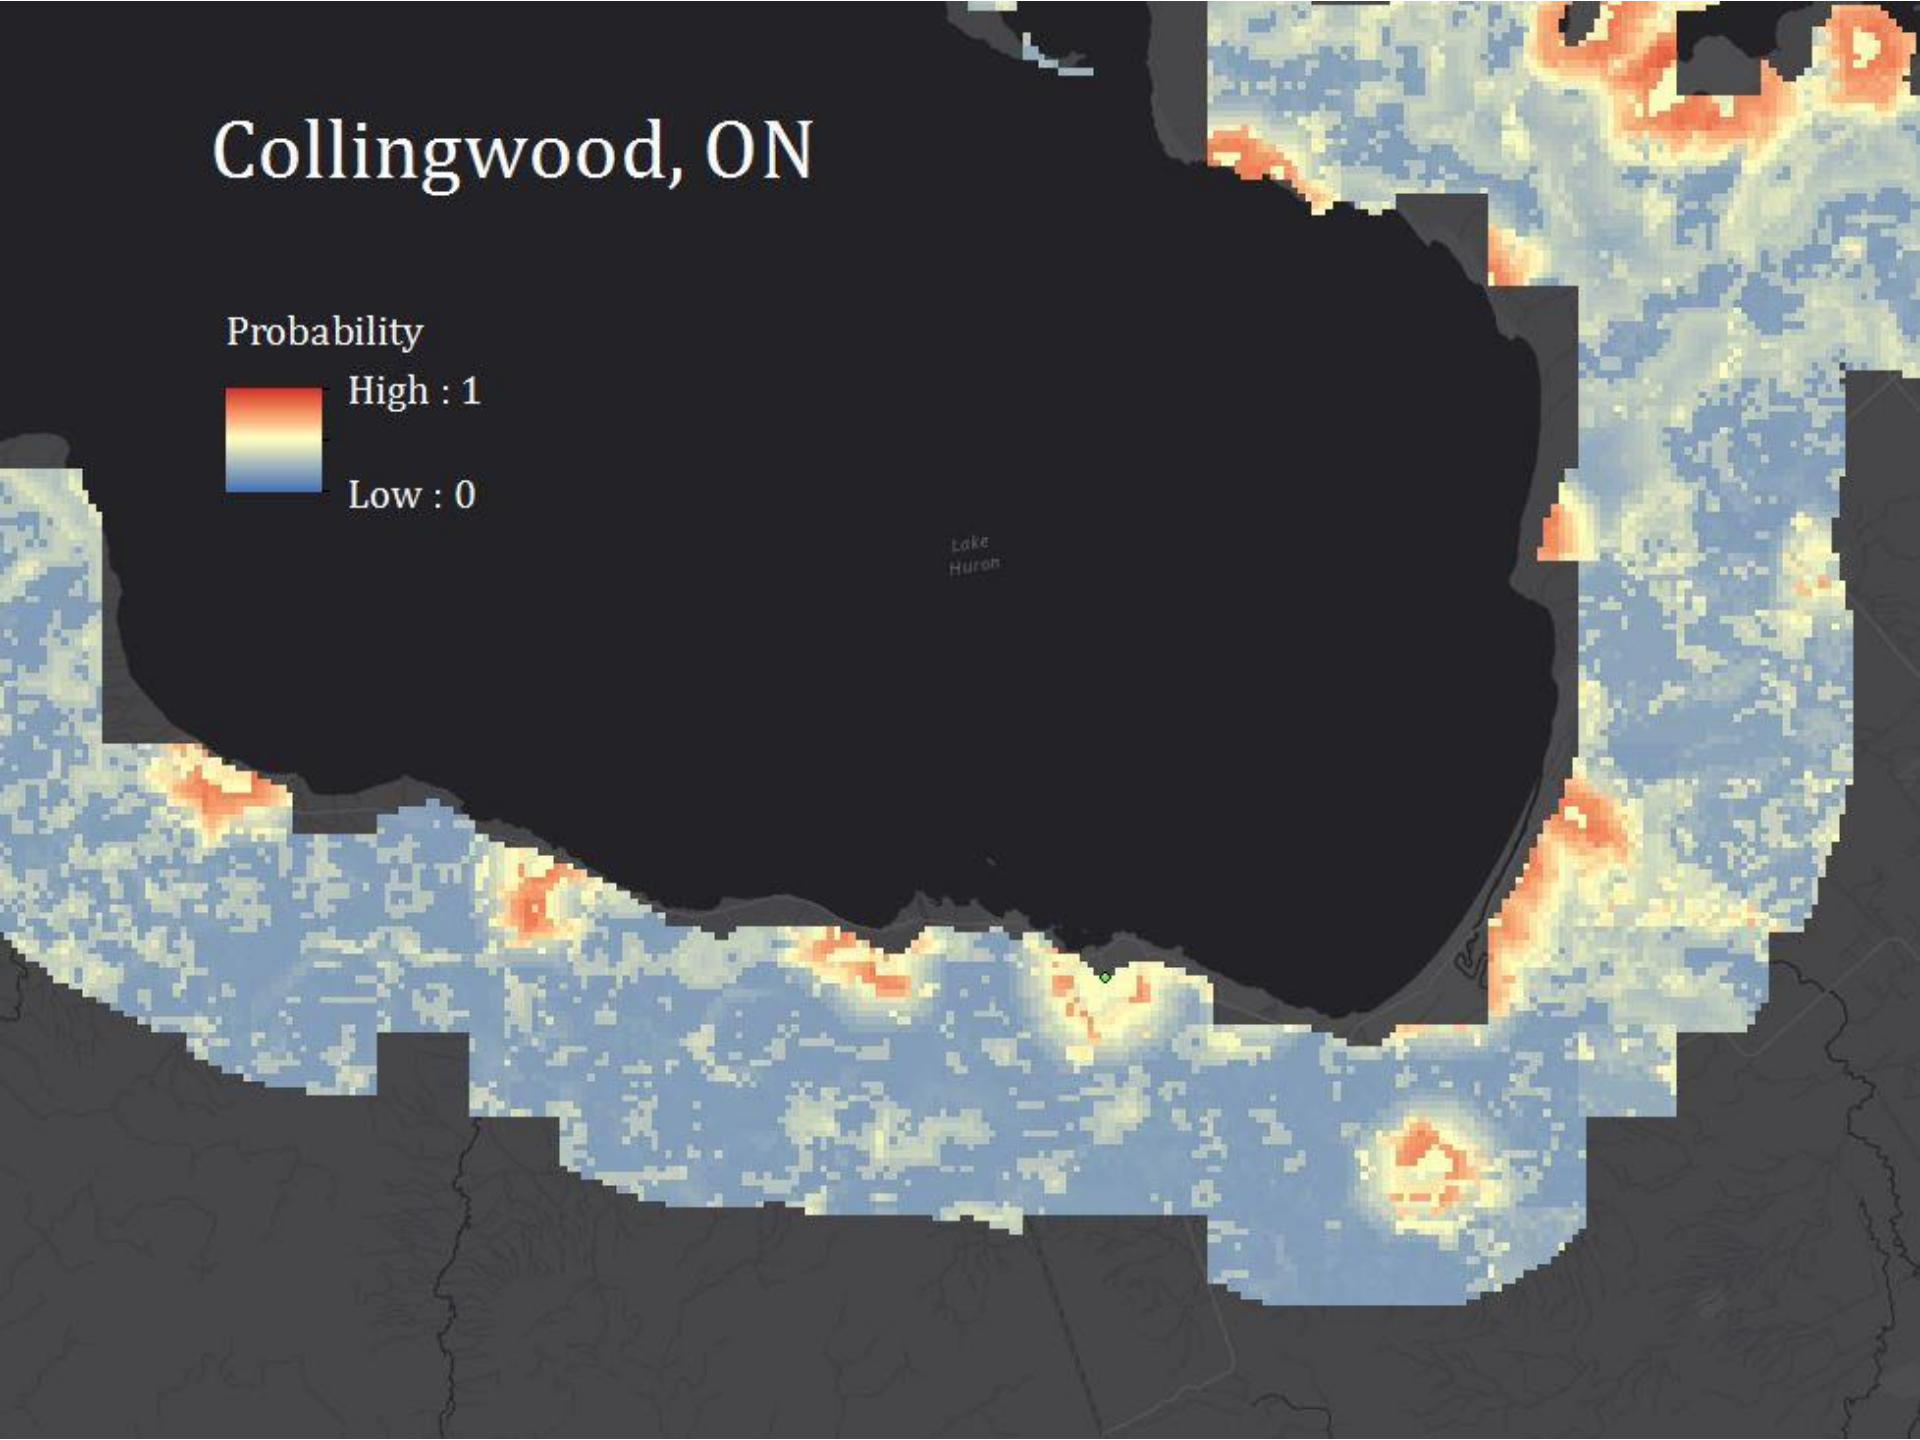 Collingwood, ON
Probability
High : 1
Low : 0
Lake
Huron